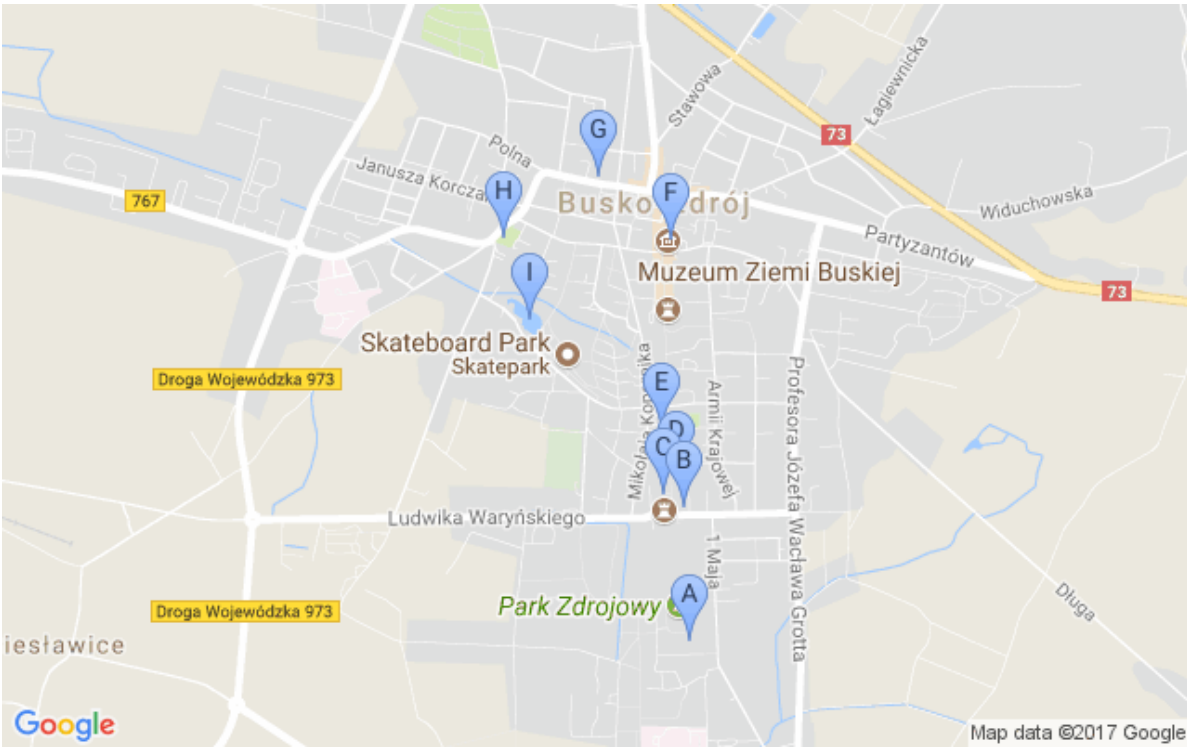 Stawowa
Łagiewnicka
73
G
Polna
Janusza Korcza
H
F
767
Busko Zdrój
Widuchowska
Partyzantów
Muzeum Ziemi Buskiej
I
73
Skateboard Park
Skatepark
Droga Wojewódzka 973
E
Mikołaja Kopernika
Armii Krajowej
Profesora Józefa Wacława Grotta
D
C
B
Ludwika Waryńskiego
1 Maja
A
Park Zdrojowy
Długa
Droga Wojewódzka 973
iesławice
Google
Map data ©2017 Google